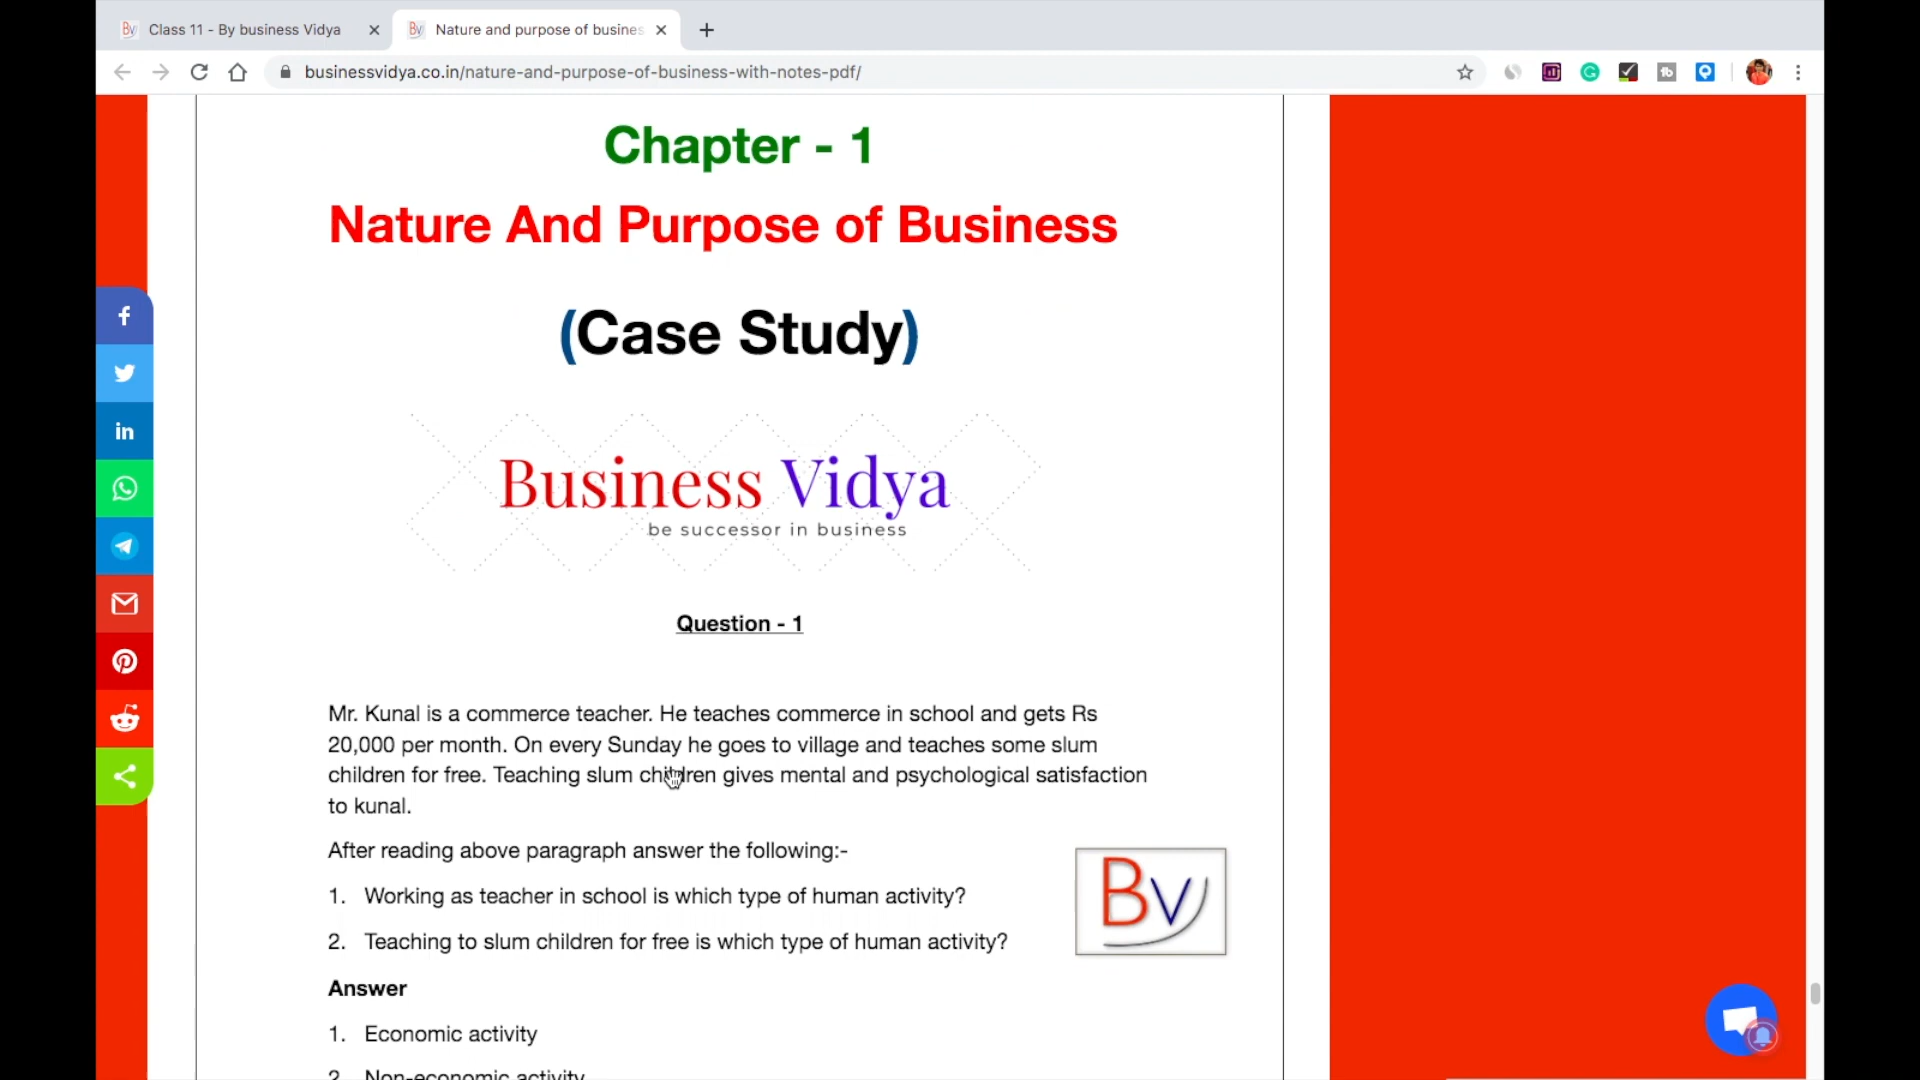 Class 11 - By business Vidya
Nature and purpose of busines
businessvidya.co.in/nature-and-purpose-of-business-with-notes-pdf/
Chapter - 1
Nature And Purpose of Business
(Case Study)
Business Vidya
be successor in business
Question - 1
Mr. Kunal is a commerce teacher. He teaches commerce in school and gets Rs
20,000 per month. On every Sunday he goes to village and teaches some slum
children for free. Teaching slum children gives mental and psychological satisfaction
to kunal.
After reading above paragraph answer the following:-
1. Working as teacher in school is which type of human activity?
2. Teaching to slum children for free is which type of human activity?
BV
Answer
1. Economic activity
2. Non-economic activity